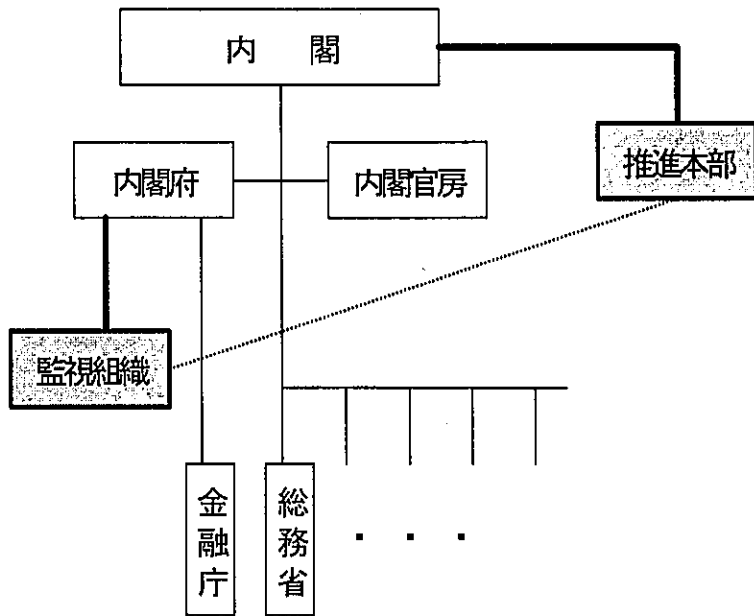 内　閣
内閣府
内閣官房
推進本部
監視組織
金融庁
総務省
・・・